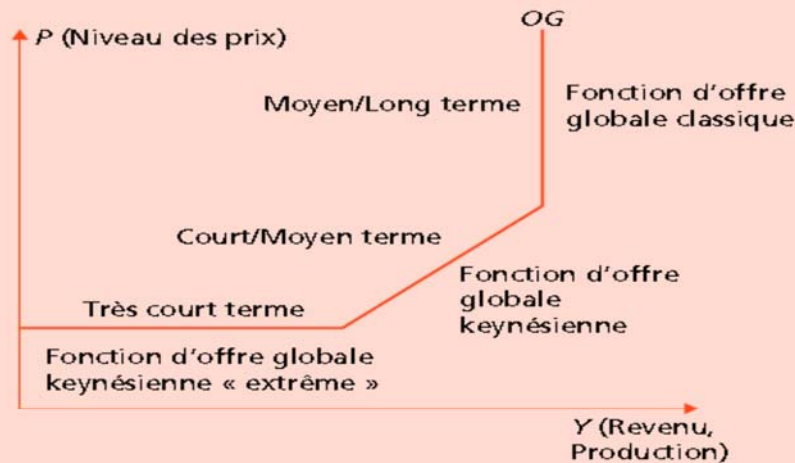 P (Niveau des prix)
OG
Moyen/Long terme
Fonction d'offre
globale classique
Court/Moyen terme
Fonction d'offre
globale
keynésienne
Très court terme
Fonction d'offre globale
keynésienne « extrême »
Y (Revenu,
Production)